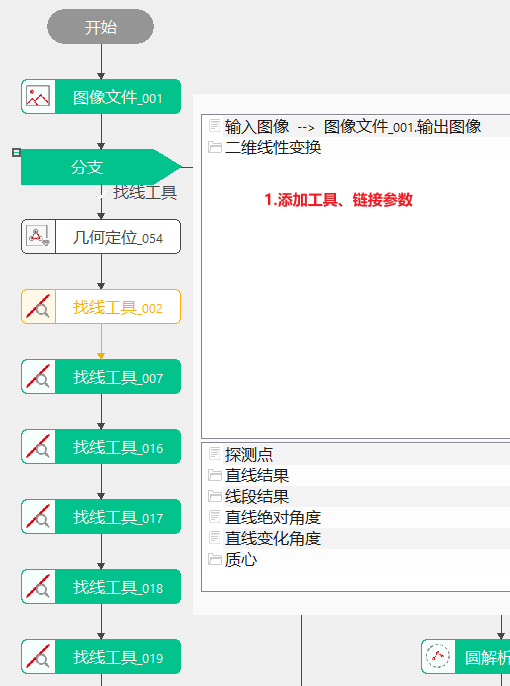 开始
图像文件_001
分支
找线工具
几何定位_054
找线工具_002
找线工具_007
找线工具_016
找线工具_017
找线工具_018
找线工具_019
输入图像 --> 图像文件_001.输出图像
二维线性变换
1.添加工具、链接参数
探测点
直线结果
线段结果
直线绝对角度
直线变化角度
质心
圆解析